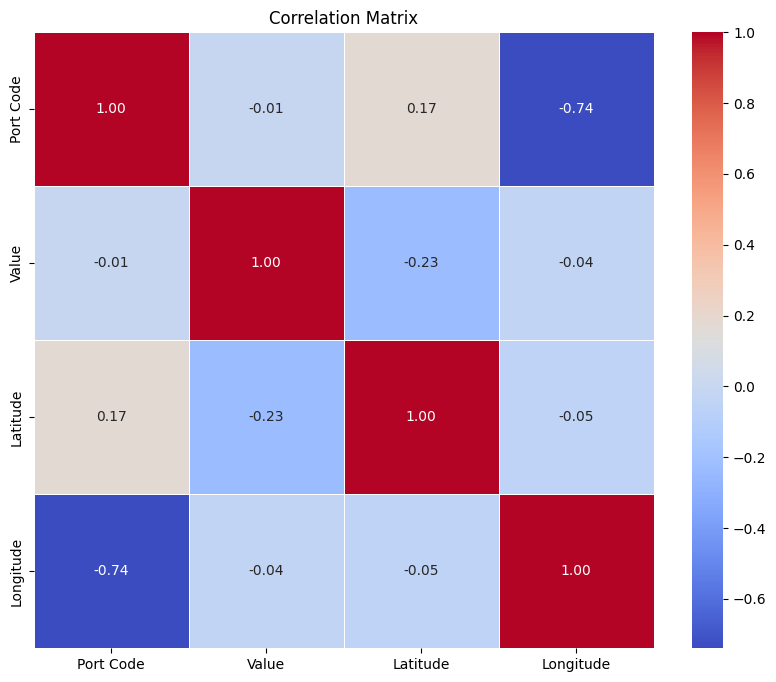 Correlation Matrix
Port Code 1.00 -0.01 0.17 -0.74
Value -0.01 1.00 -0.23 -0.04
Latitude 0.17 -0.23 1.00 -0.05
Longitude -0.74 -0.04 -0.05 1.00
Port Code Value Latitude Longitude
1.0
0.8
0.6
0.4
0.2
0.0
−0.2
−0.4
−0.6